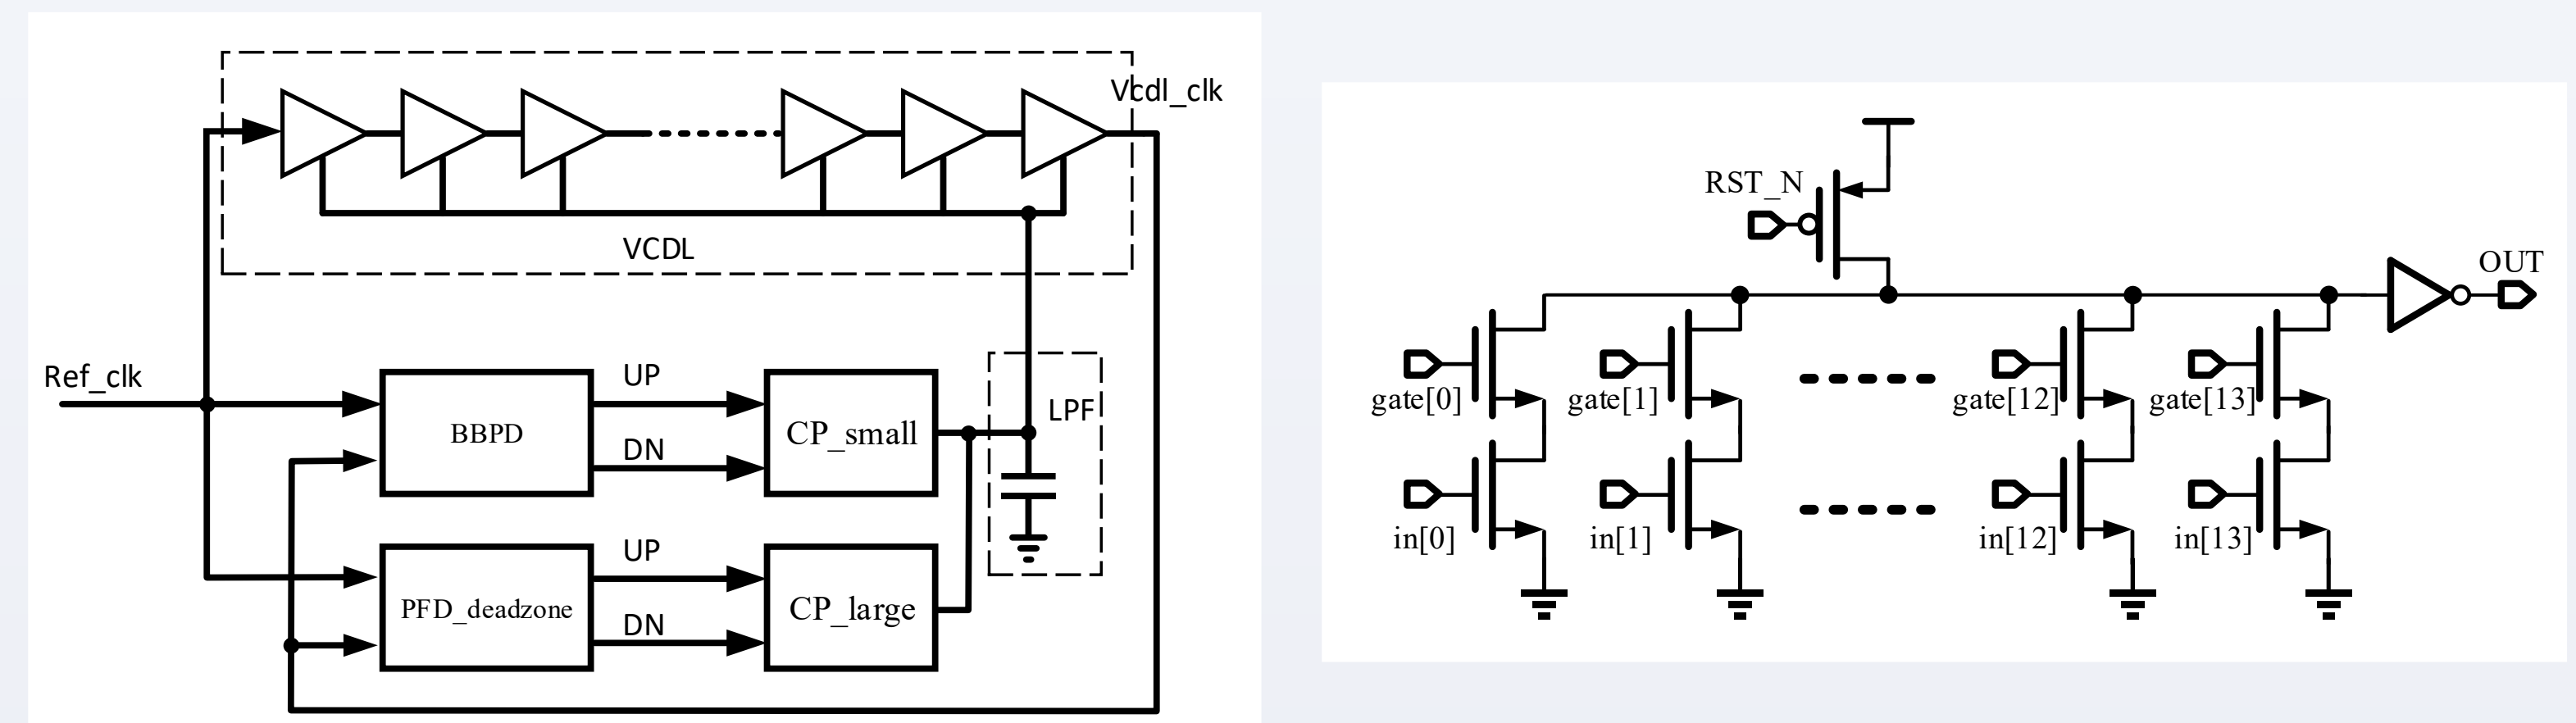 Vcdl_clk
VCDL
Ref_clk
BBPD
UP
DN
CP_small
LPF
PFD_deadzone
UP
DN
CP_large
RST_N
OUT
gate[0]
gate[1]
gate[12]
gate[13]
in[0]
in[1]
in[12]
in[13]